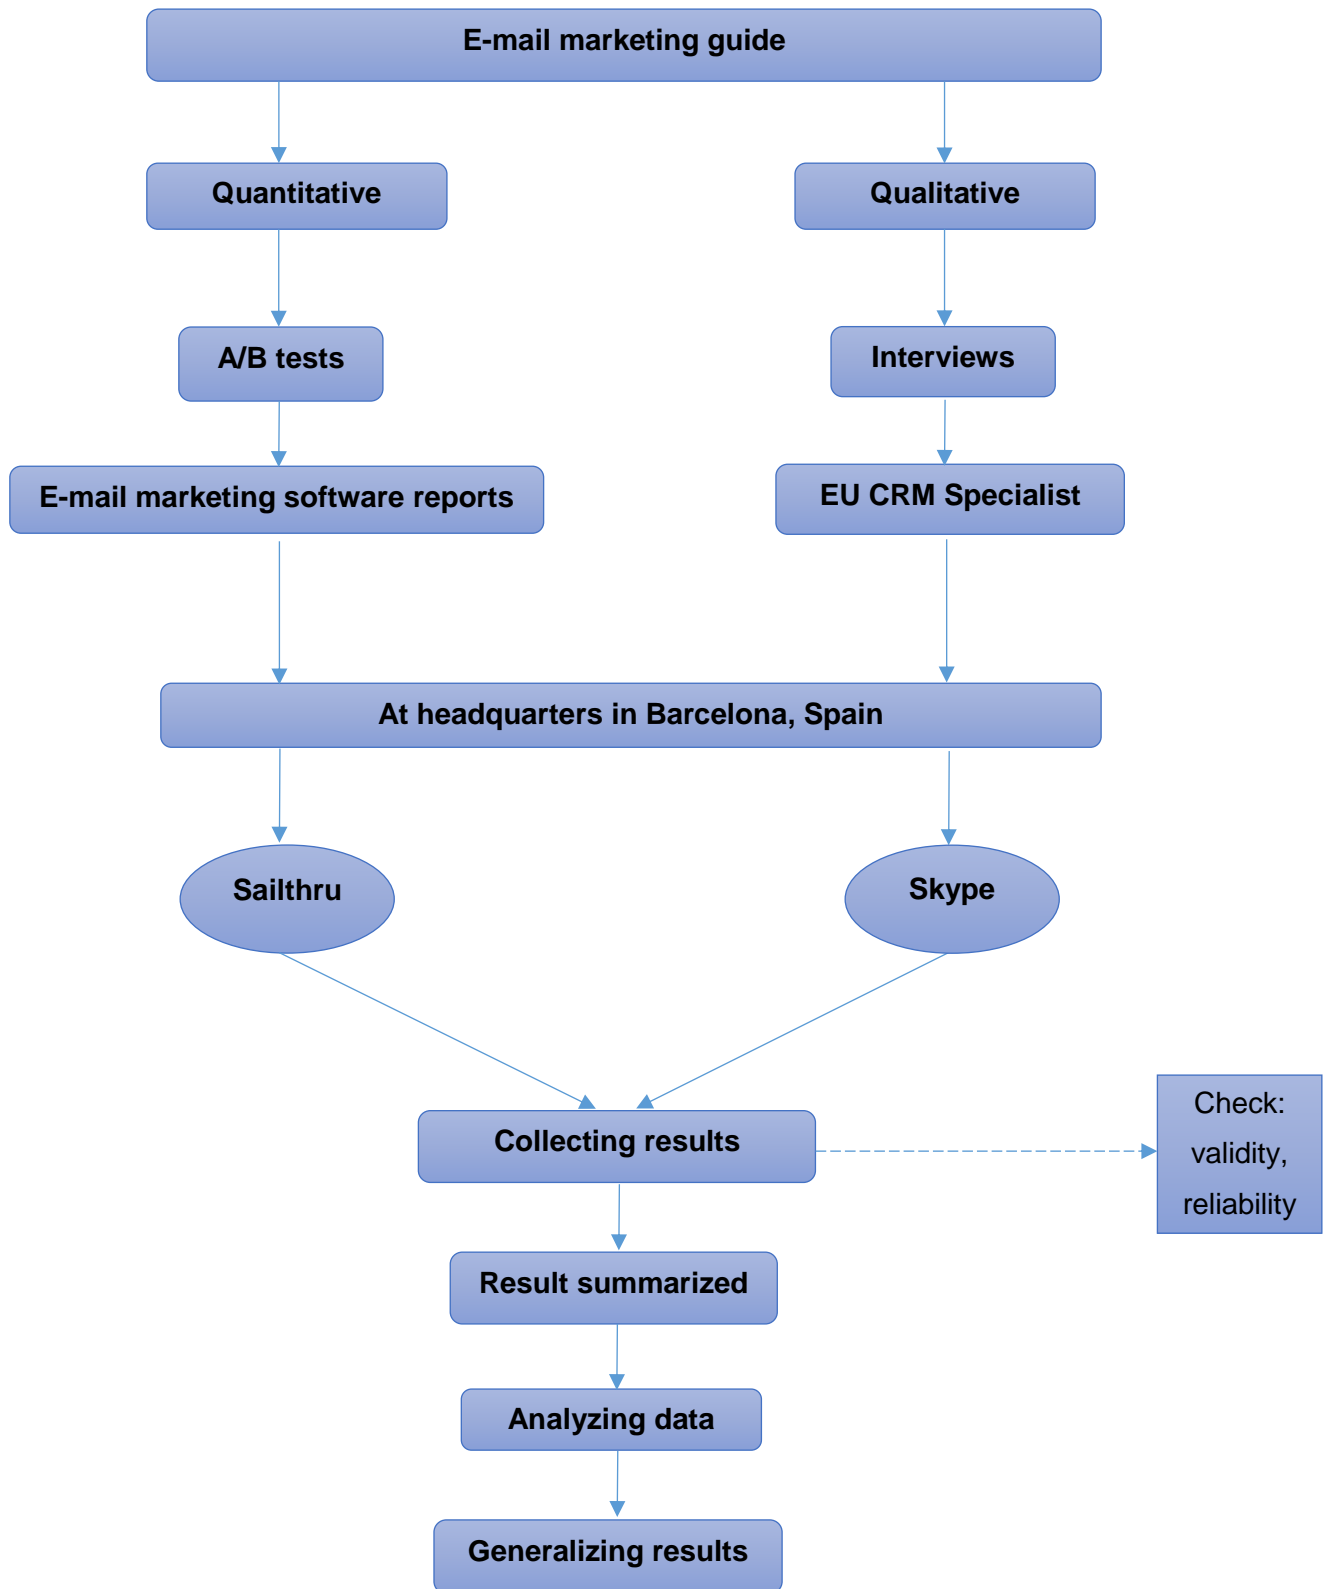 E-mail marketing guide
Quantitative
Qualitative
A/B tests
Interviews
E-mail marketing software reports
EU CRM Specialist
At headquarters in Barcelona, Spain
Sailthru
Skype
Collecting results
Check:
validity,
reliability
Result summarized
Analyzing data
Generalizing results